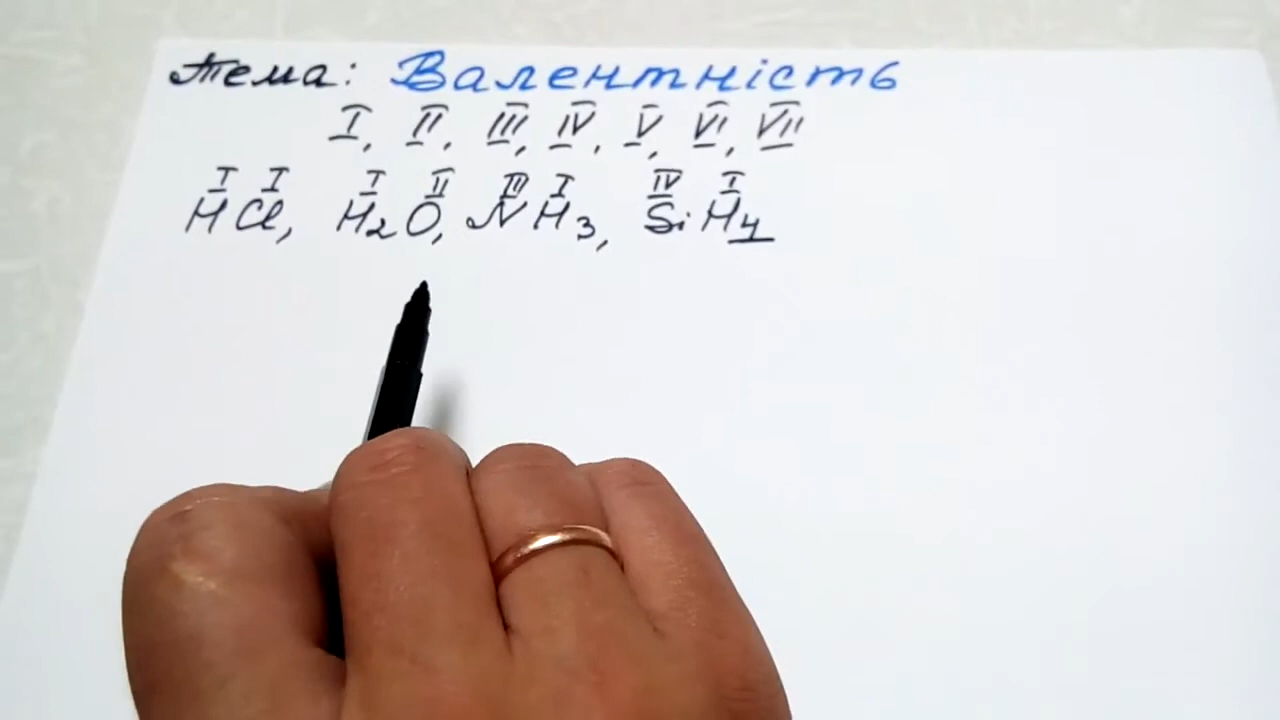 Тема: Валентність
I, II, III, IV, V, VI, VII
I I I II III I IV I
HCl, H₂O, NH₃, SiH₄